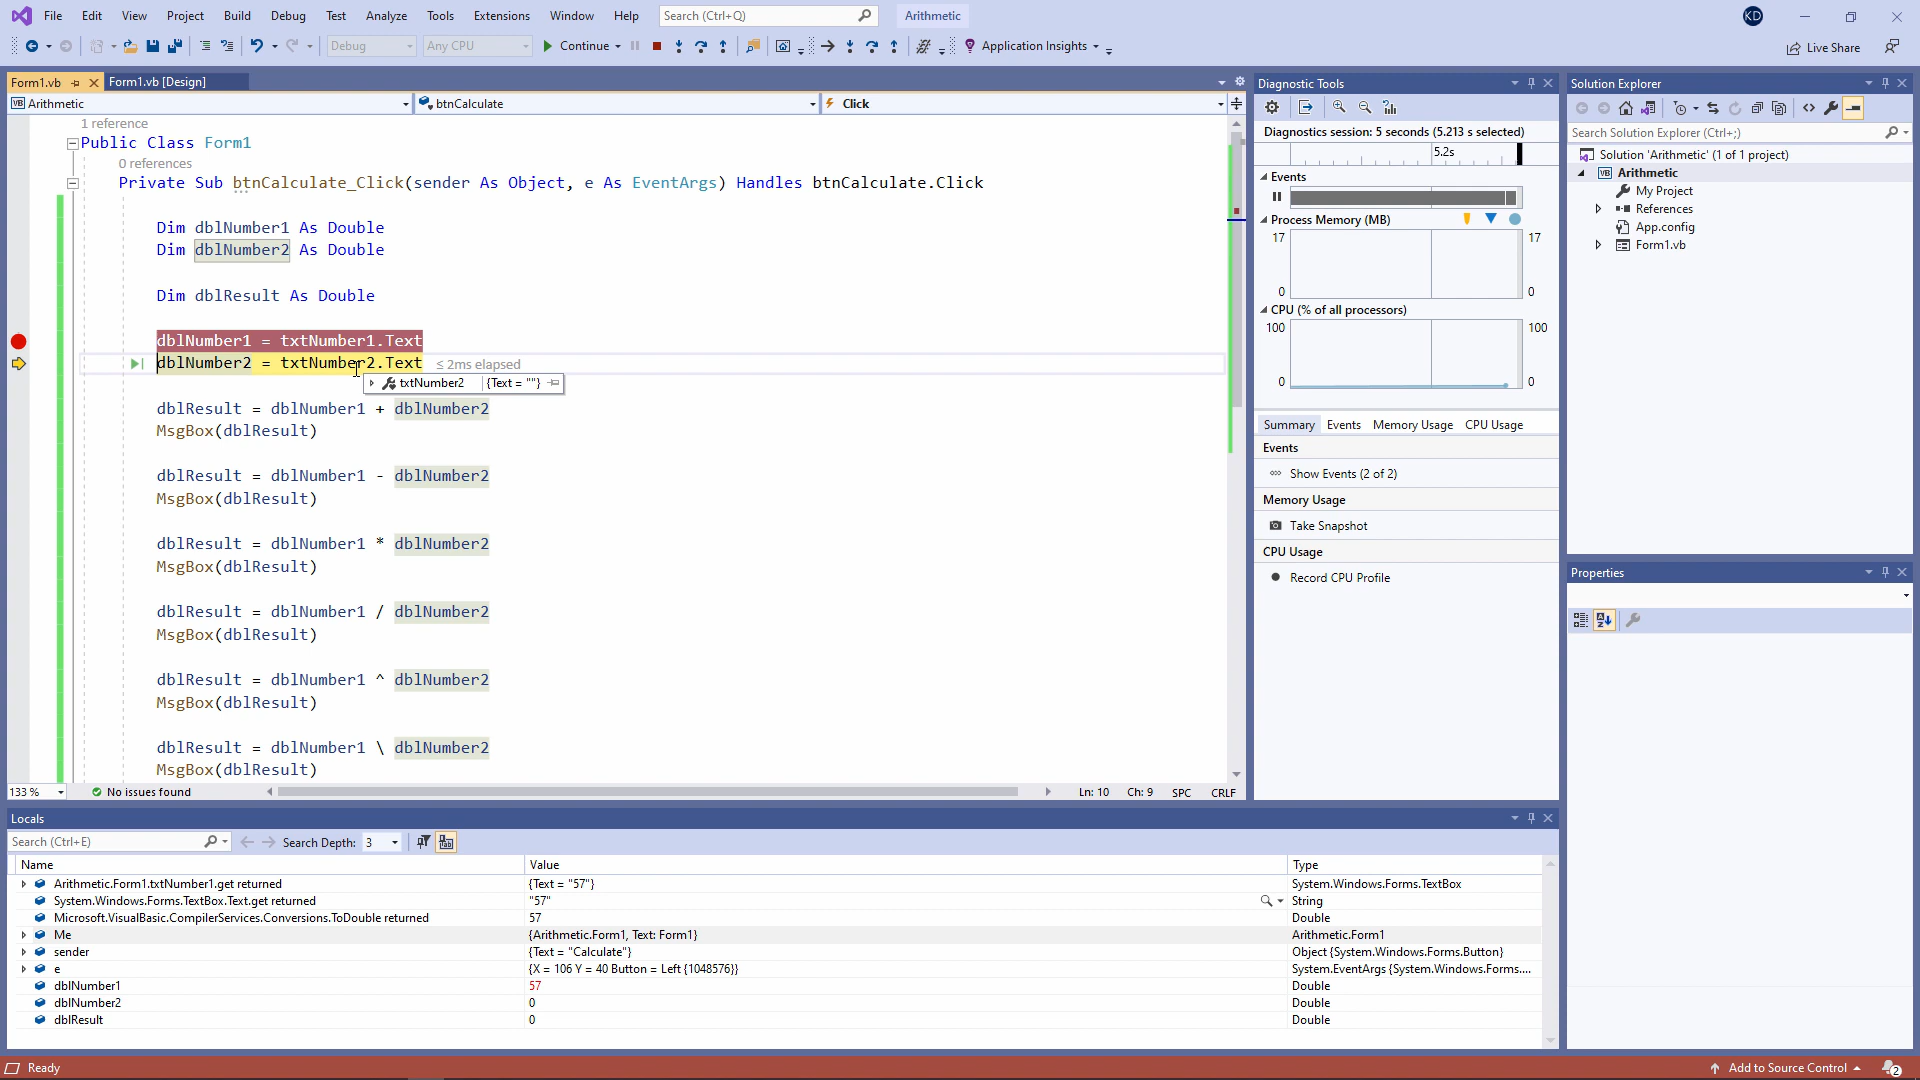 File Edit View Project Build Debug Test Analyze Tools Extensions Window Help Search (Ctrl+Q) Arithmetic KD
Debug Any CPU Continue Application Insights Live Share
Form1.vb Form1.vb [Design]
VB Arithmetic btnCalculate Click
1 reference
Public Class Form1
0 references
Private Sub btnCalculate_Click(sender As Object, e As EventArgs) Handles btnCalculate.Click
Dim dblNumber1 As Double
Dim dblNumber2 As Double
Dim dblResult As Double
dblNumber1 = txtNumber1.Text
dblNumber2 = txtNumber2.Text ≤ 2ms elapsed
txtNumber2 {Text = ""}
dblResult = dblNumber1 + dblNumber2
MsgBox(dblResult)
dblResult = dblNumber1 - dblNumber2
MsgBox(dblResult)
dblResult = dblNumber1 * dblNumber2
MsgBox(dblResult)
dblResult = dblNumber1 / dblNumber2
MsgBox(dblResult)
dblResult = dblNumber1 ^ dblNumber2
MsgBox(dblResult)
dblResult = dblNumber1 \ dblNumber2
MsgBox(dblResult)
133 % No issues found Ln: 10 Ch: 9 SPC CRLF
Diagnostic Tools
Diagnostics session: 5 seconds (5.213 s selected)
5.2s
Events
Process Memory (MB)
17 17
0 0
CPU (% of all processors)
100 100
0 0
Summary Events Memory Usage CPU Usage
Events
Show Events (2 of 2)
Memory Usage
Take Snapshot
CPU Usage
Record CPU Profile
Solution Explorer
Search Solution Explorer (Ctrl+;)
Solution 'Arithmetic' (1 of 1 project)
VB Arithmetic
My Project
References
App.config
Form1.vb
Properties
Locals
Search (Ctrl+E) Search Depth: 3
Name Value Type
Arithmetic.Form1.txtNumber1.get returned {Text = "57"} System.Windows.Forms.TextBox
System.Windows.Forms.TextBox.Text.get returned "57" String
Microsoft.VisualBasic.CompilerServices.Conversions.ToDouble returned 57 Double
Me {Arithmetic.Form1, Text: Form1} Arithmetic.Form1
sender {Text = "Calculate"} Object {System.Windows.Forms.Button}
e {X = 106 Y = 40 Button = Left {1048576}} System.EventArgs {System.Windows.Forms....
dblNumber1 57 Double
dblNumber2 0 Double
dblResult 0 Double
Ready Add to Source Control 2